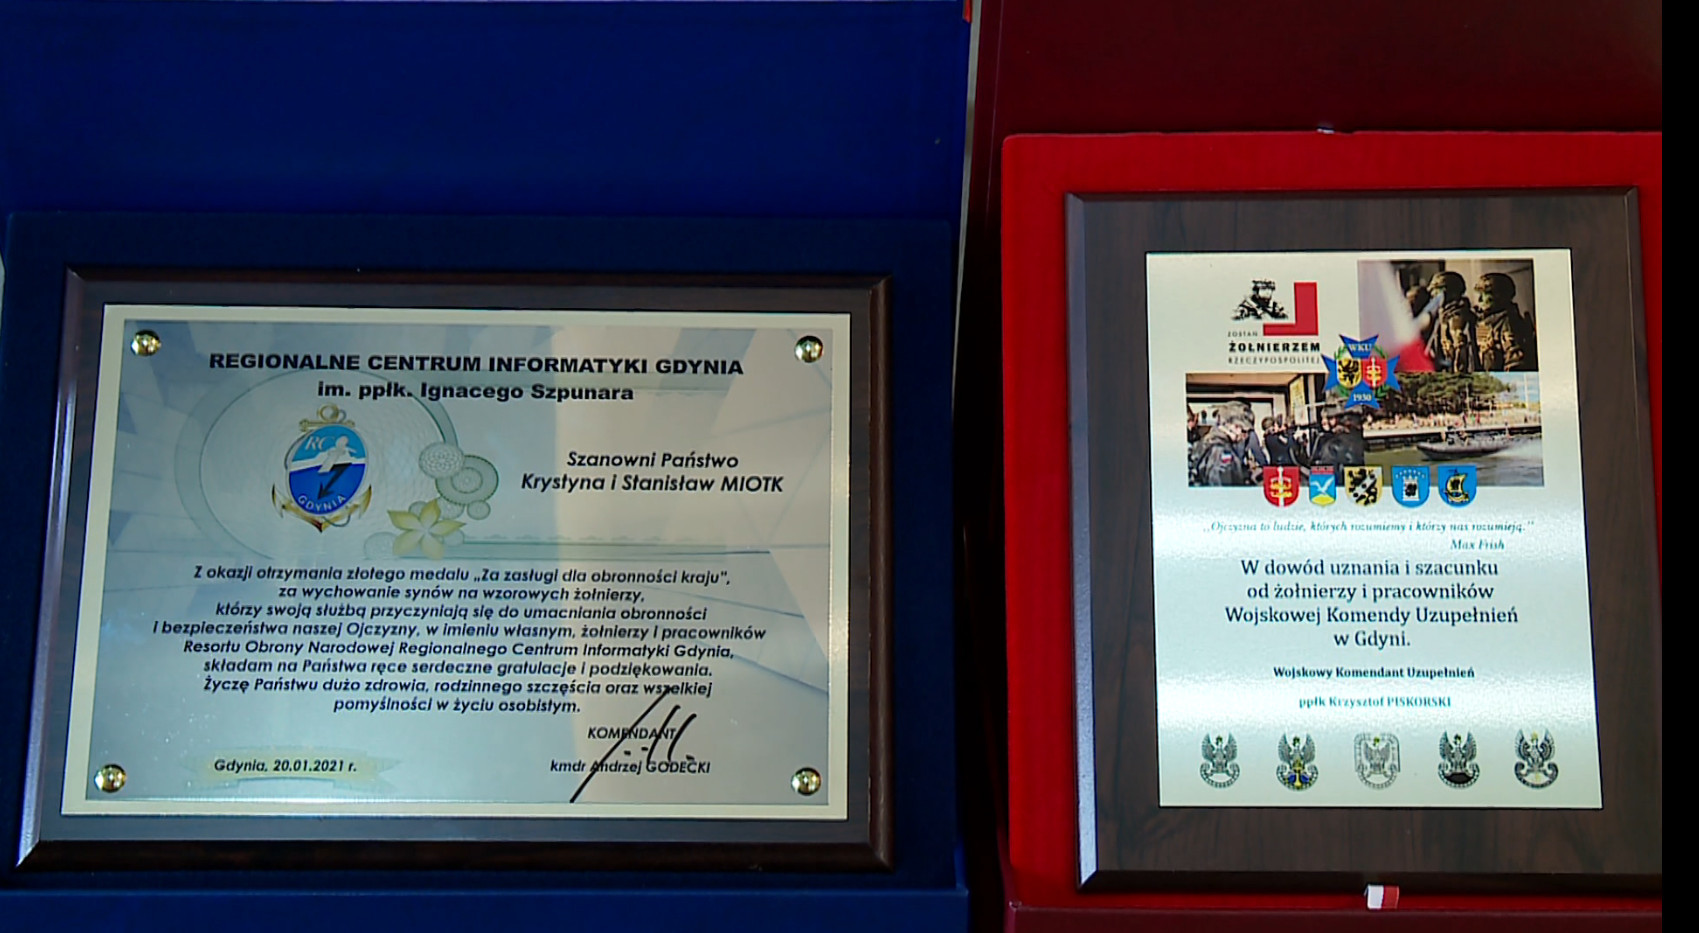 REGIONALNE CENTRUM INFORMATYKI GDYNIA
im. ppłk. Ignacego Szpunara
RC
GDYNIA
Szanowni Państwo
Krystyna i Stanisław MIOTK
Z okazji otrzymania złotego medalu „Za zasługi dla obronności kraju",
za wychowanie synów na wzorowych żołnierzy,
którzy swoją służbą przyczyniają się do umacniania obronności
i bezpieczeństwa naszej Ojczyzny, w imieniu własnym, żołnierzy i pracowników
Resortu Obrony Narodowej Regionalnego Centrum Informatyki Gdynia,
składam na Państwa ręce serdeczne gratulacje i podziękowania.
Życzę Państwu dużo zdrowia, rodzinnego szczęścia oraz wszelkiej
pomyślności w życiu osobistym.
KOMENDANT
Gdynia, 20.01.2021 r.
kmdr Andrzej GODECKI
ZOSTAŃ
ŻOŁNIERZEM
RZECZYPOSPOLITEJ
WKU
1930
„Ojczyzna to ludzie, których rozumiemy i którzy nas rozumieją."
Max Frish
W dowód uznania i szacunku
od żołnierzy i pracowników
Wojskowej Komendy Uzupełnień
w Gdyni.
Wojskowy Komendant Uzupełnień
ppłk Krzysztof PISKORSKI